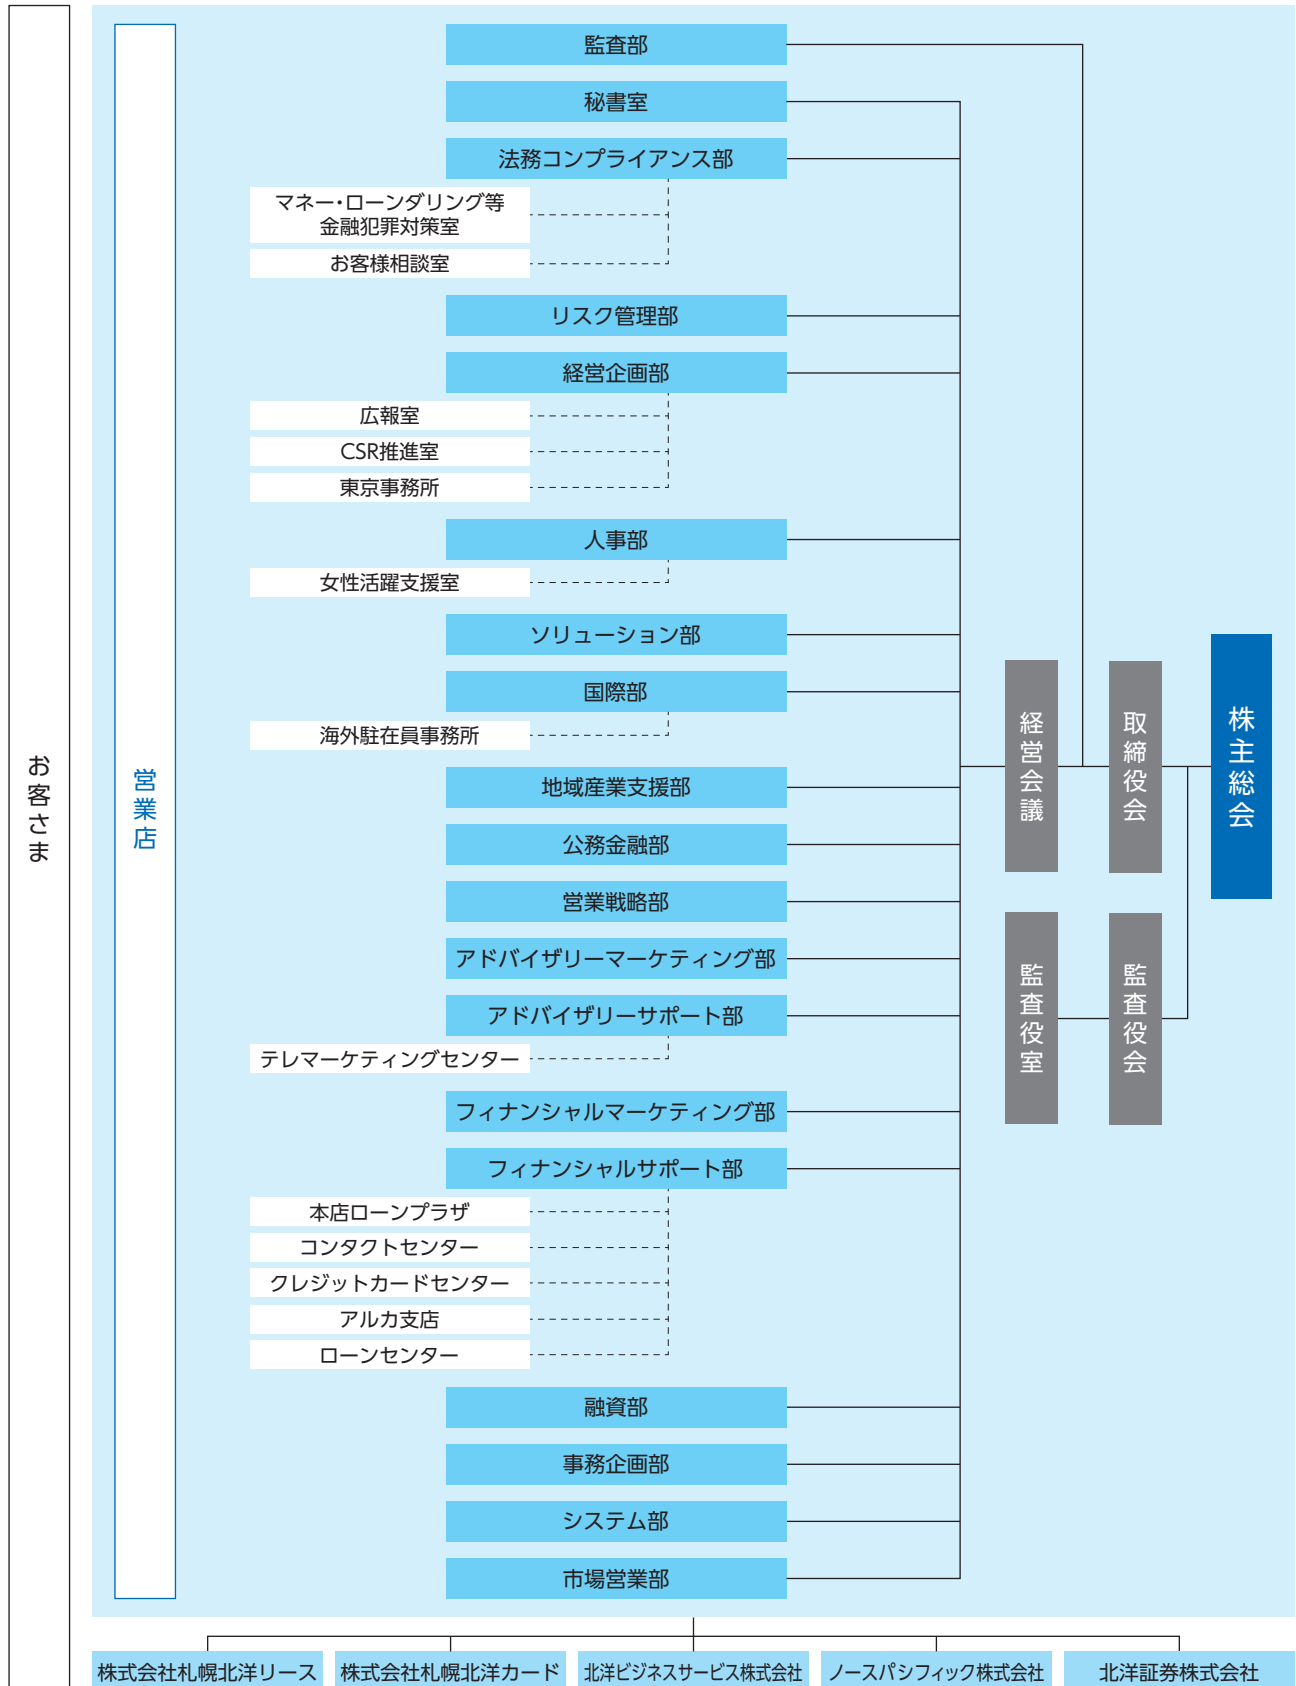 お客さま
営業店
監査部
秘書室
法務コンプライアンス部
マネー・ローンダリング等
金融犯罪対策室
お客様相談室
リスク管理部
経営企画部
広報室
CSR推進室
東京事務所
人事部
女性活躍支援室
ソリューション部
国際部
海外駐在員事務所
地域産業支援部
公務金融部
営業戦略部
アドバイザリーマーケティング部
アドバイザリーサポート部
テレマーケティングセンター
フィナンシャルマーケティング部
フィナンシャルサポート部
本店ローンプラザ
コンタクトセンター
クレジットカードセンター
アルカ支店
ローンセンター
融資部
事務企画部
システム部
市場営業部
経営会議
取締役会
株主総会
監査役室
監査役会
株式会社札幌北洋リース
株式会社札幌北洋カード
北洋ビジネスサービス株式会社
ノースパシフィック株式会社
北洋証券株式会社